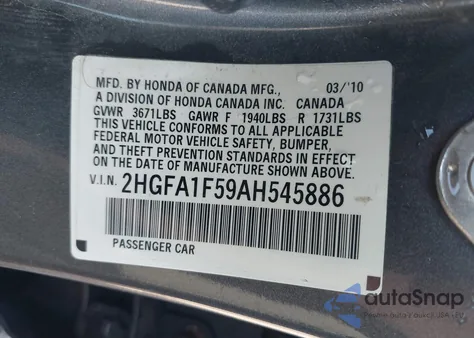 MFD. BY HONDA OF CANADA MFG., 03/'10
A DIVISION OF HONDA CANADA INC. CANADA
GVWR 3671LBS GAWR F 1940LBS R 1731LBS
THIS VEHICLE CONFORMS TO ALL APPLICABLE
FEDERAL MOTOR VEHICLE SAFETY, BUMPER,
AND THEFT PREVENTION STANDARDS IN EFFECT
ON THE DATE OF MANUFACTURE SHOWN ABOVE.
V.I.N. 2HGFA1F59AH545886
PASSENGER CAR
autoSnap